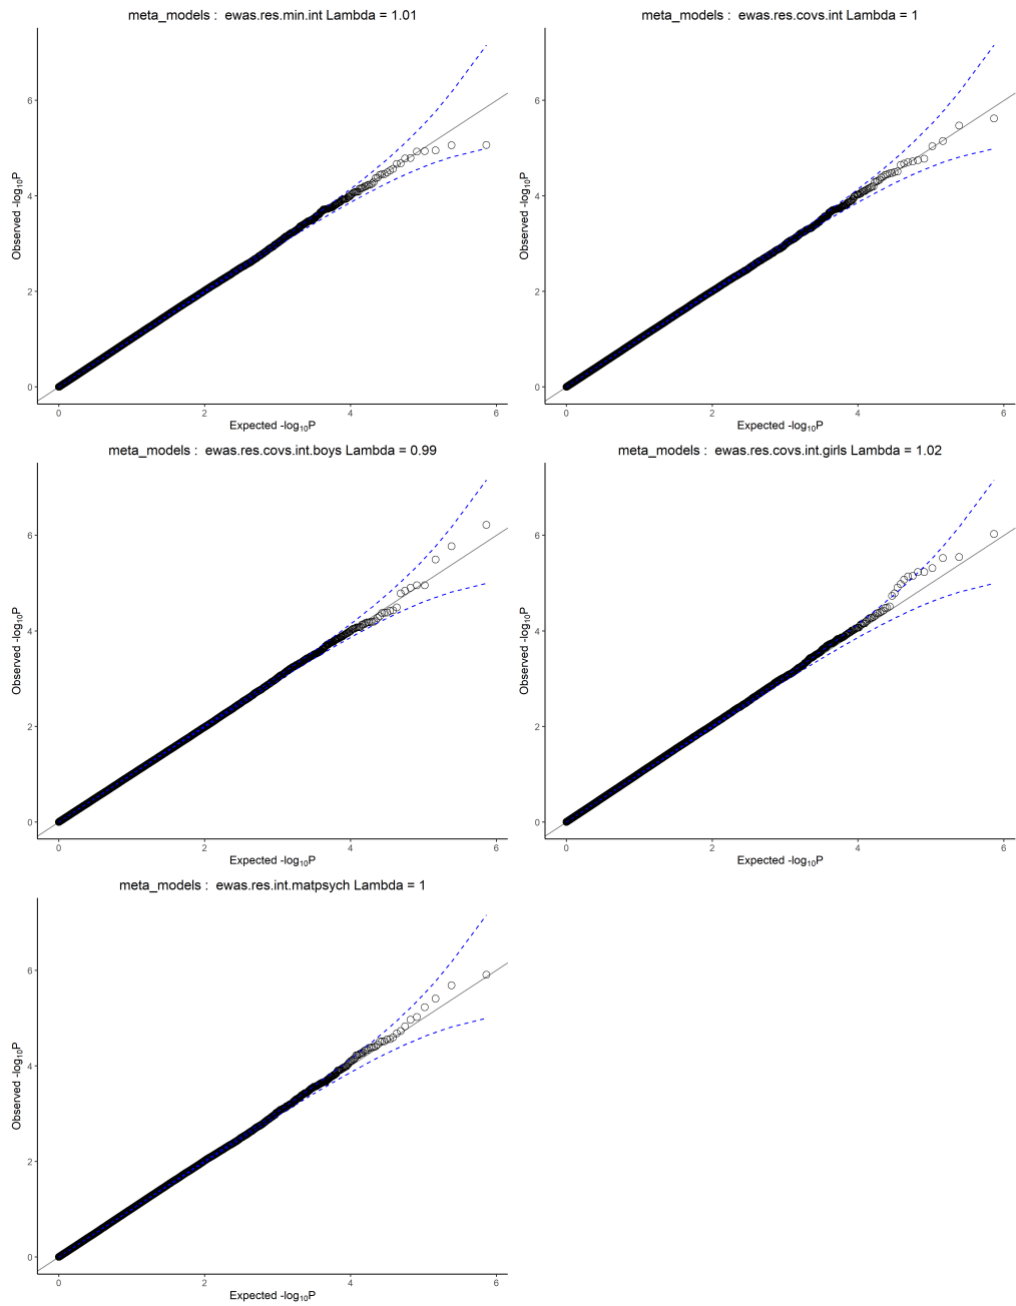 meta_models : ewas.res.min.int Lambda = 1.01
Observed -log10P
6
4
2
0
0 2 4 6
Expected -log10P
meta_models : ewas.res.covs.int Lambda = 1
Observed -log10P
6
4
2
0
0 2 4 6
Expected -log10P
meta_models : ewas.res.covs.int.boys Lambda = 0.99
Observed -log10P
6
4
2
0
0 2 4 6
Expected -log10P
meta_models : ewas.res.covs.int.girls Lambda = 1.02
Observed -log10P
6
4
2
0
0 2 4 6
Expected -log10P
meta_models : ewas.res.int.matpsych Lambda = 1
Observed -log10P
6
4
2
0
0 2 4 6
Expected -log10P